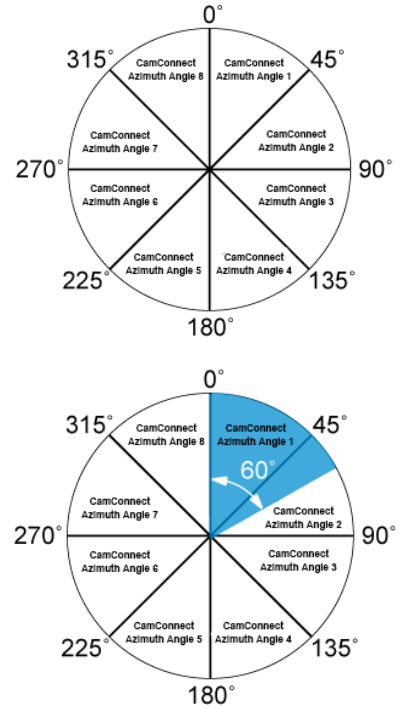 0°
315°
CamConnect
Azimuth Angle 8
CamConnect
Azimuth Angle 1
45°
CamConnect
Azimuth Angle 7
CamConnect
Azimuth Angle 2
270°
90°
CamConnect
Azimuth Angle 6
CamConnect
Azimuth Angle 3
CamConnect
Azimuth Angle 5
CamConnect
Azimuth Angle 4
225°
135°
180°
0°
315°
CamConnect
Azimuth Angle 8
CamConnect
Azimuth Angle 1
45°
60°
CamConnect
Azimuth Angle 7
CamConnect
Azimuth Angle 2
270°
90°
CamConnect
Azimuth Angle 6
CamConnect
Azimuth Angle 3
CamConnect
Azimuth Angle 5
CamConnect
Azimuth Angle 4
225°
135°
180°